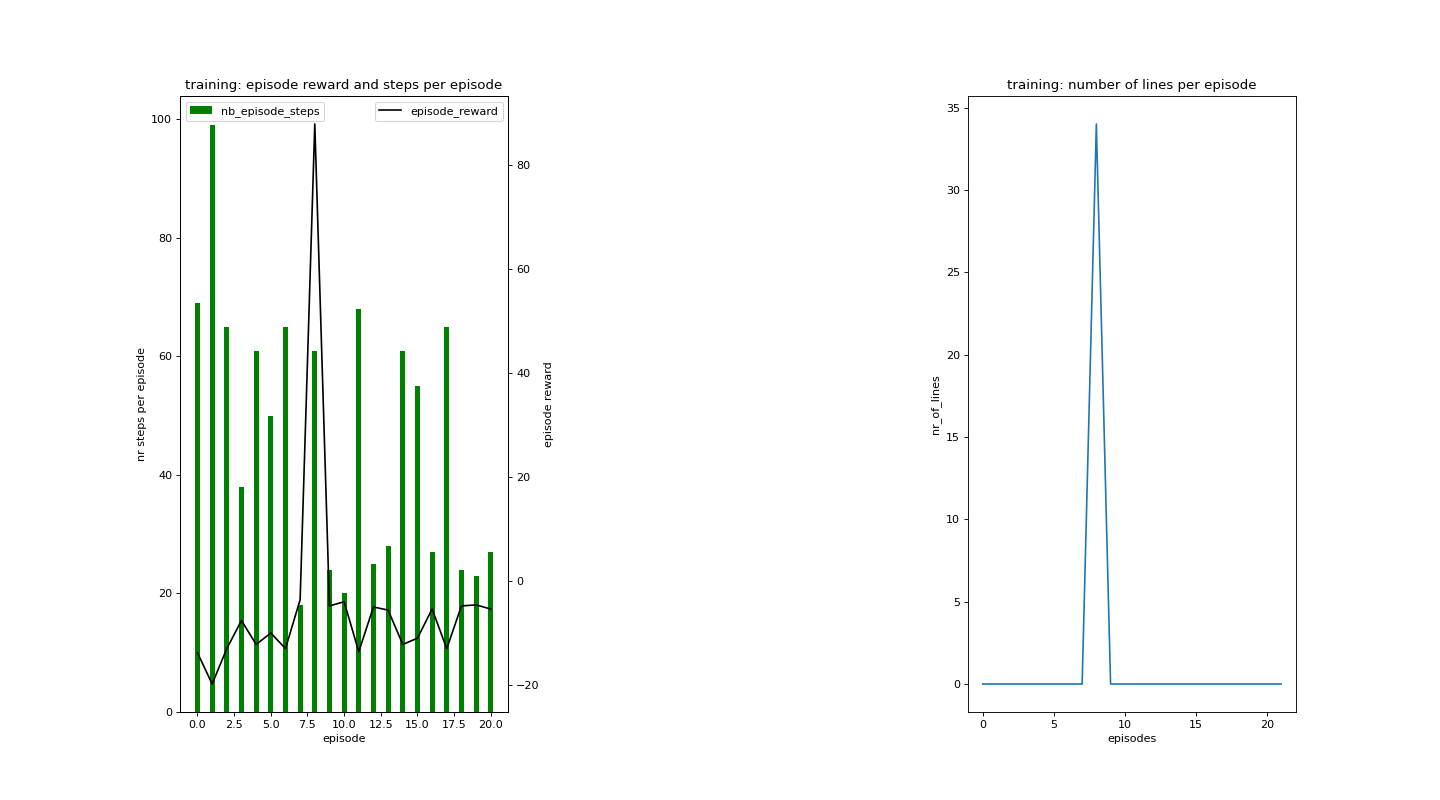 training: episode reward and steps per episode
nb_episode_steps
episode_reward
100
80
60
40
20
0
nr steps per episode
80
60
40
20
0
−20
episode reward
0.0 2.5 5.0 7.5 10.0 12.5 15.0 17.5 20.0
episode
training: number of lines per episode
35
30
25
20
15
10
5
0
nr_of_lines
0 5 10 15 20
episodes